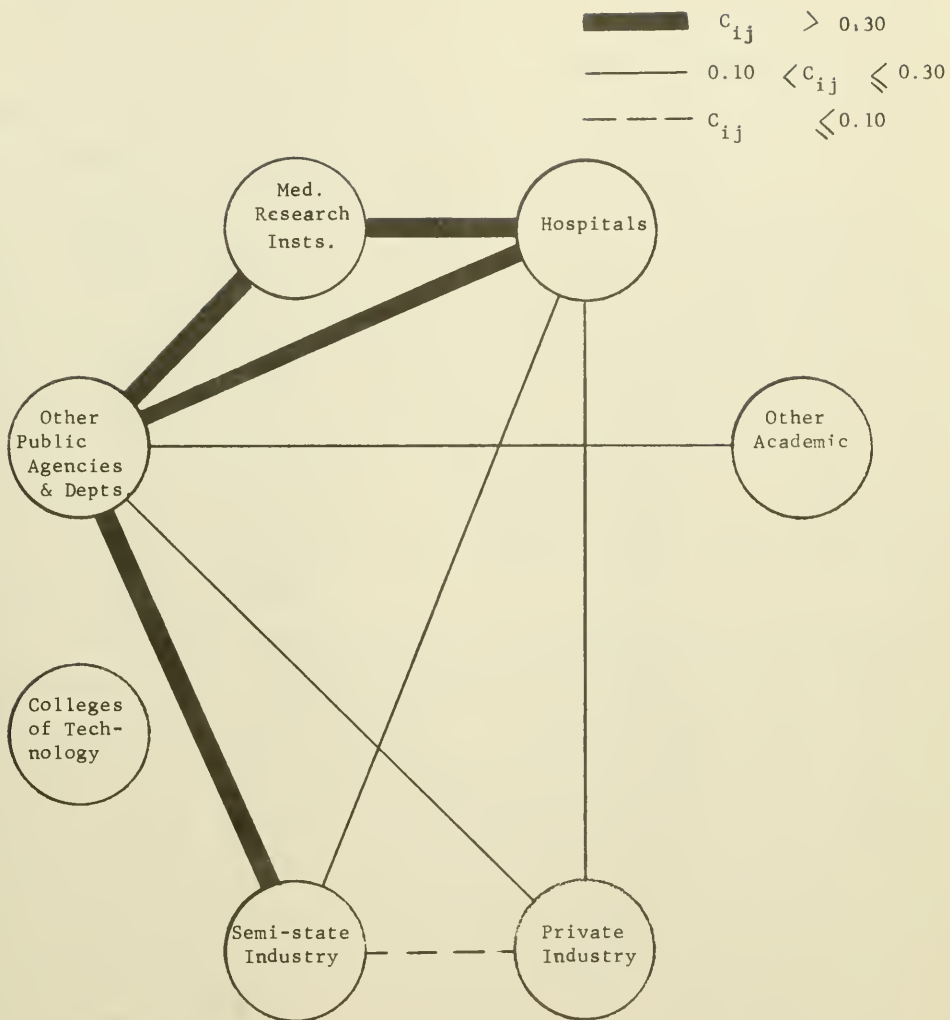 C_ij > 0.30
0.10 < C_ij ⩽ 0.30
C_ij ⩽ 0.10
Med.
Research
Insts.
Hospitals
Other
Public
Agencies
& Depts.
Other
Academic
Colleges
of Tech-
nology
Semi-state
Industry
Private
Industry